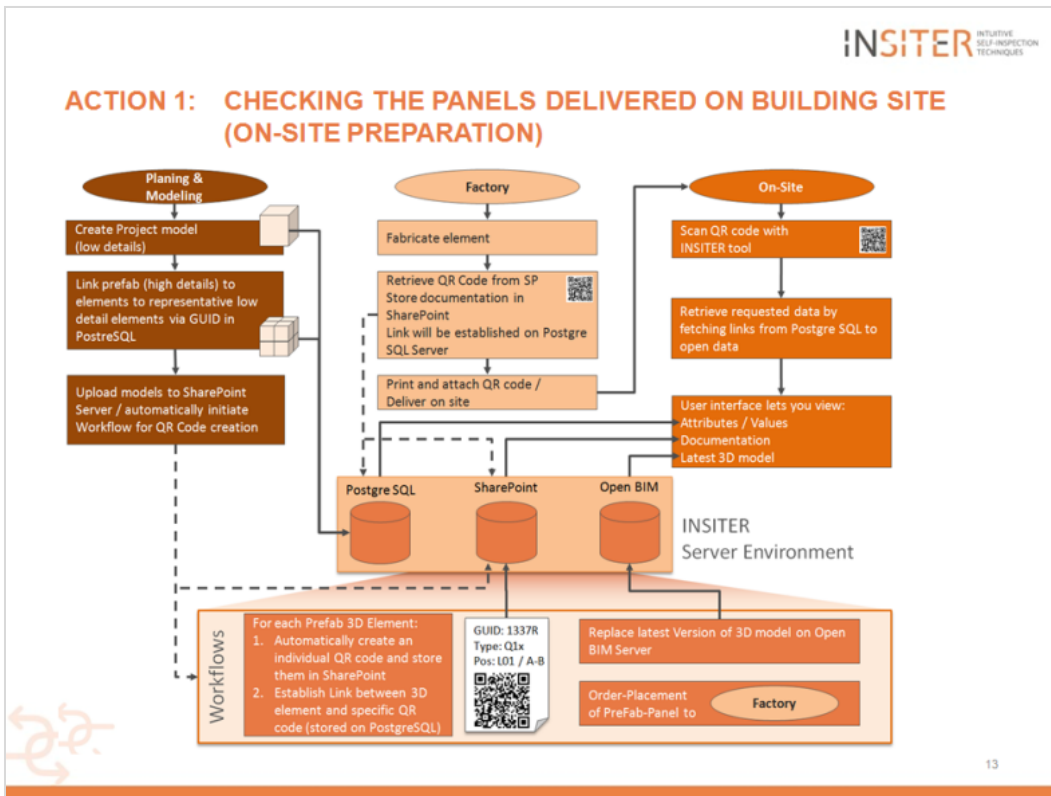 INSITER
INTUITIVE
SELF-INSPECTION
TECHNIQUES
ACTION 1: CHECKING THE PANELS DELIVERED ON BUILDING SITE
(ON-SITE PREPARATION)
Planing &
Modeling
Create Project model
(low details)
Link prefab (high details) to
elements to representative low
detail elements via GUID in
PostreSQL
Upload models to SharePoint
Server / automatically initiate
Workflow for QR Code creation
Factory
Fabricate element
Retrieve QR Code from SP
Store documentation in
SharePoint
Link will be established on Postgre
SQL Server
Print and attach QR code /
Deliver on site
On-Site
Scan QR code with
INSITER tool
Retrieve requested data by
fetching links from Postgre SQL to
open data
User interface lets you view:
Attributes / Values
Documentation
Latest 3D model
Postgre SQL
SharePoint
Open BIM
INSITER
Server Environment
Workflows
For each Prefab 3D Element:
1. Automatically create an
individual QR code and store
them in SharePoint
2. Establish Link between 3D
element and specific QR
code (stored on PostgreSQL)
GUID: 1337R
Type: Q1x
Pos: L01 / A-B
Replace latest Version of 3D model on Open
BIM Server
Order-Placement
of PreFab-Panel to
Factory
13